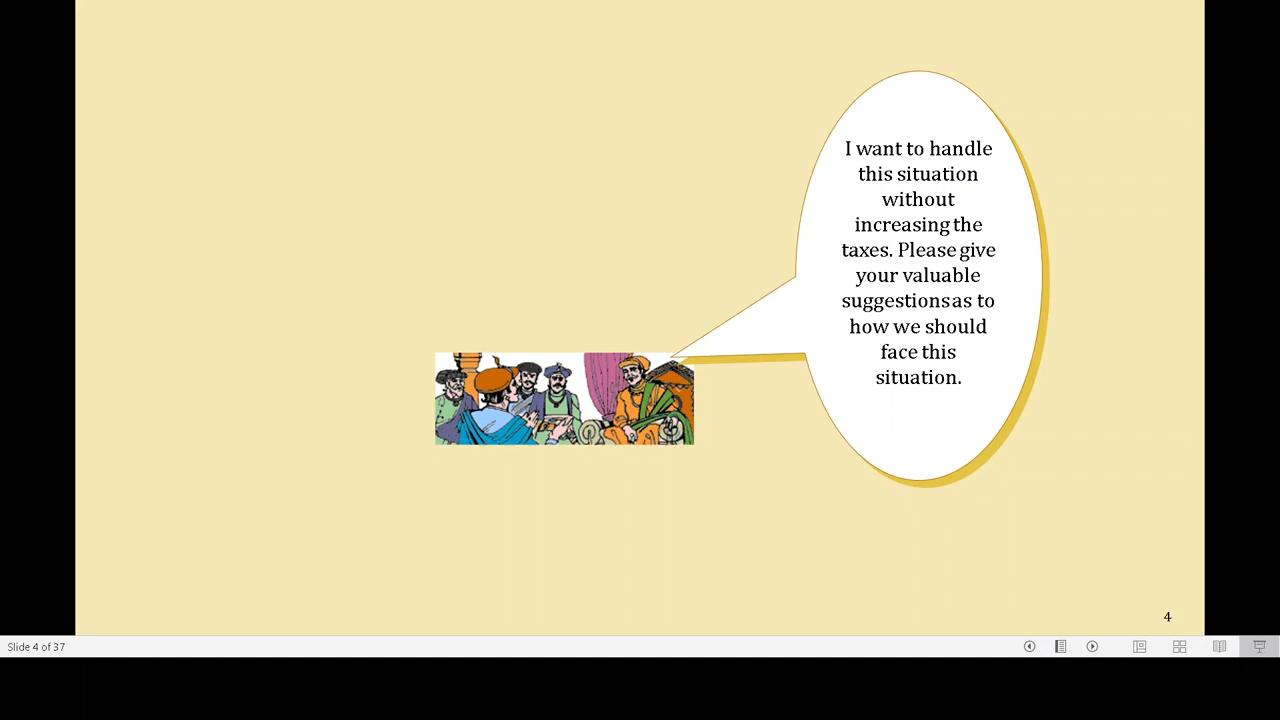 I want to handle
this situation
without
increasing the
taxes. Please give
your valuable
suggestions as to
how we should
face this
situation.
4
Slide 4 of 37